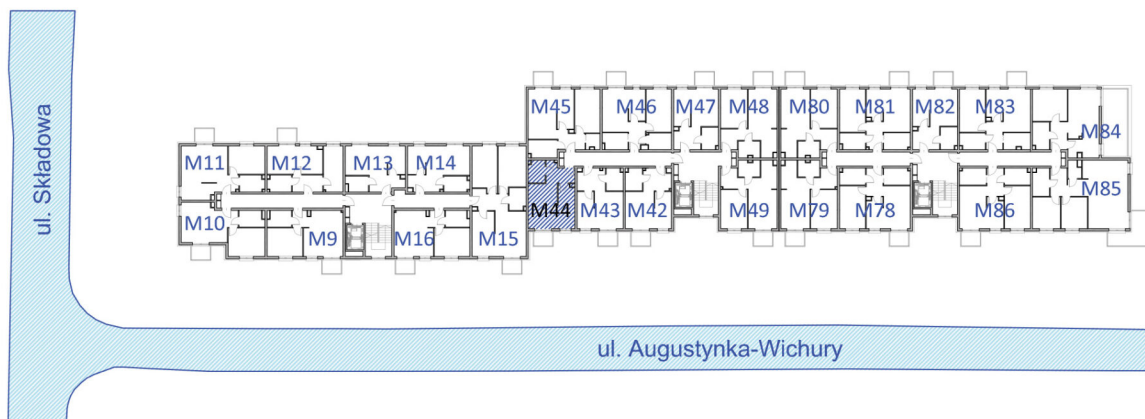 ul. Składowa
M45
M46
M47
M48
M80
M81
M82
M83
M84
M11
M12
M13
M14
M44
M43
M42
M49
M79
M78
M86
M85
M10
M9
M16
M15
ul. Augustynka-Wichury